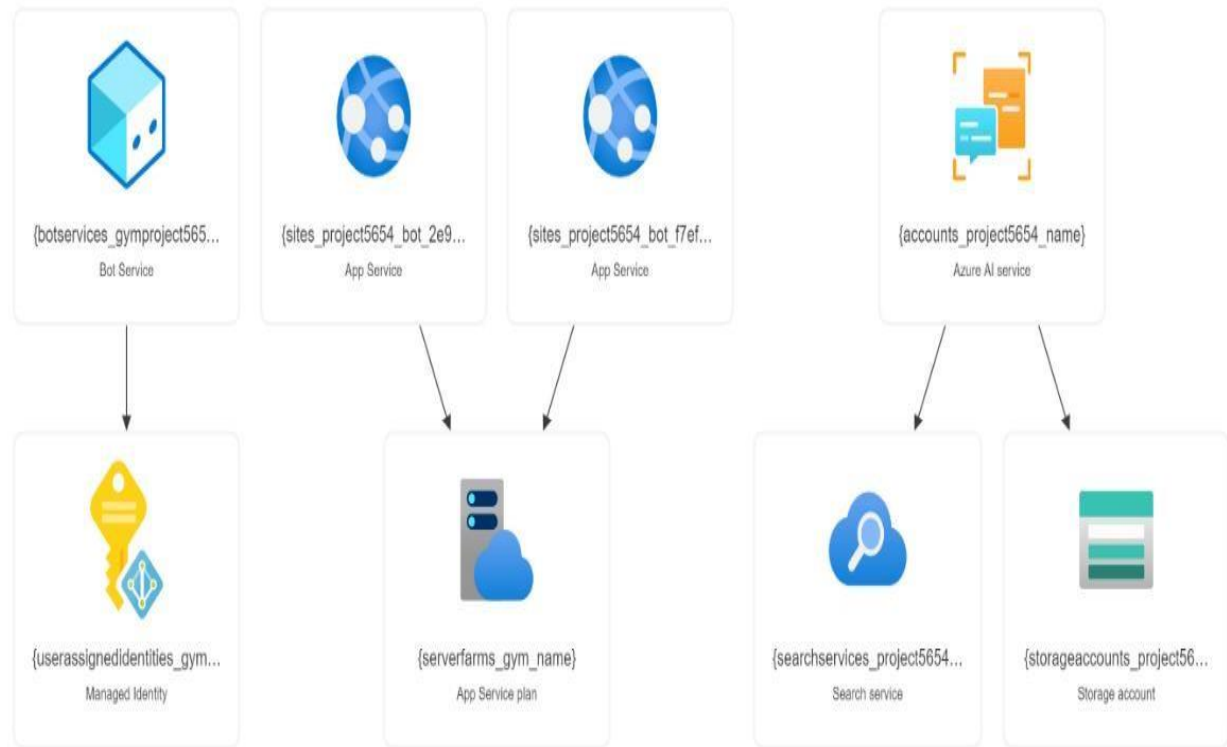 {botservices_gymproject565...
Bot Service
{sites_project5654_bot_2e9...
App Service
{sites_project5654_bot_f7ef...
App Service
{accounts_project5654_name}
Azure AI service
{userassignedidentities_gym...
Managed Identity
{serverfarms_gym_name}
App Service plan
{searchservices_project5654...
Search service
{storageaccounts_project56...
Storage account